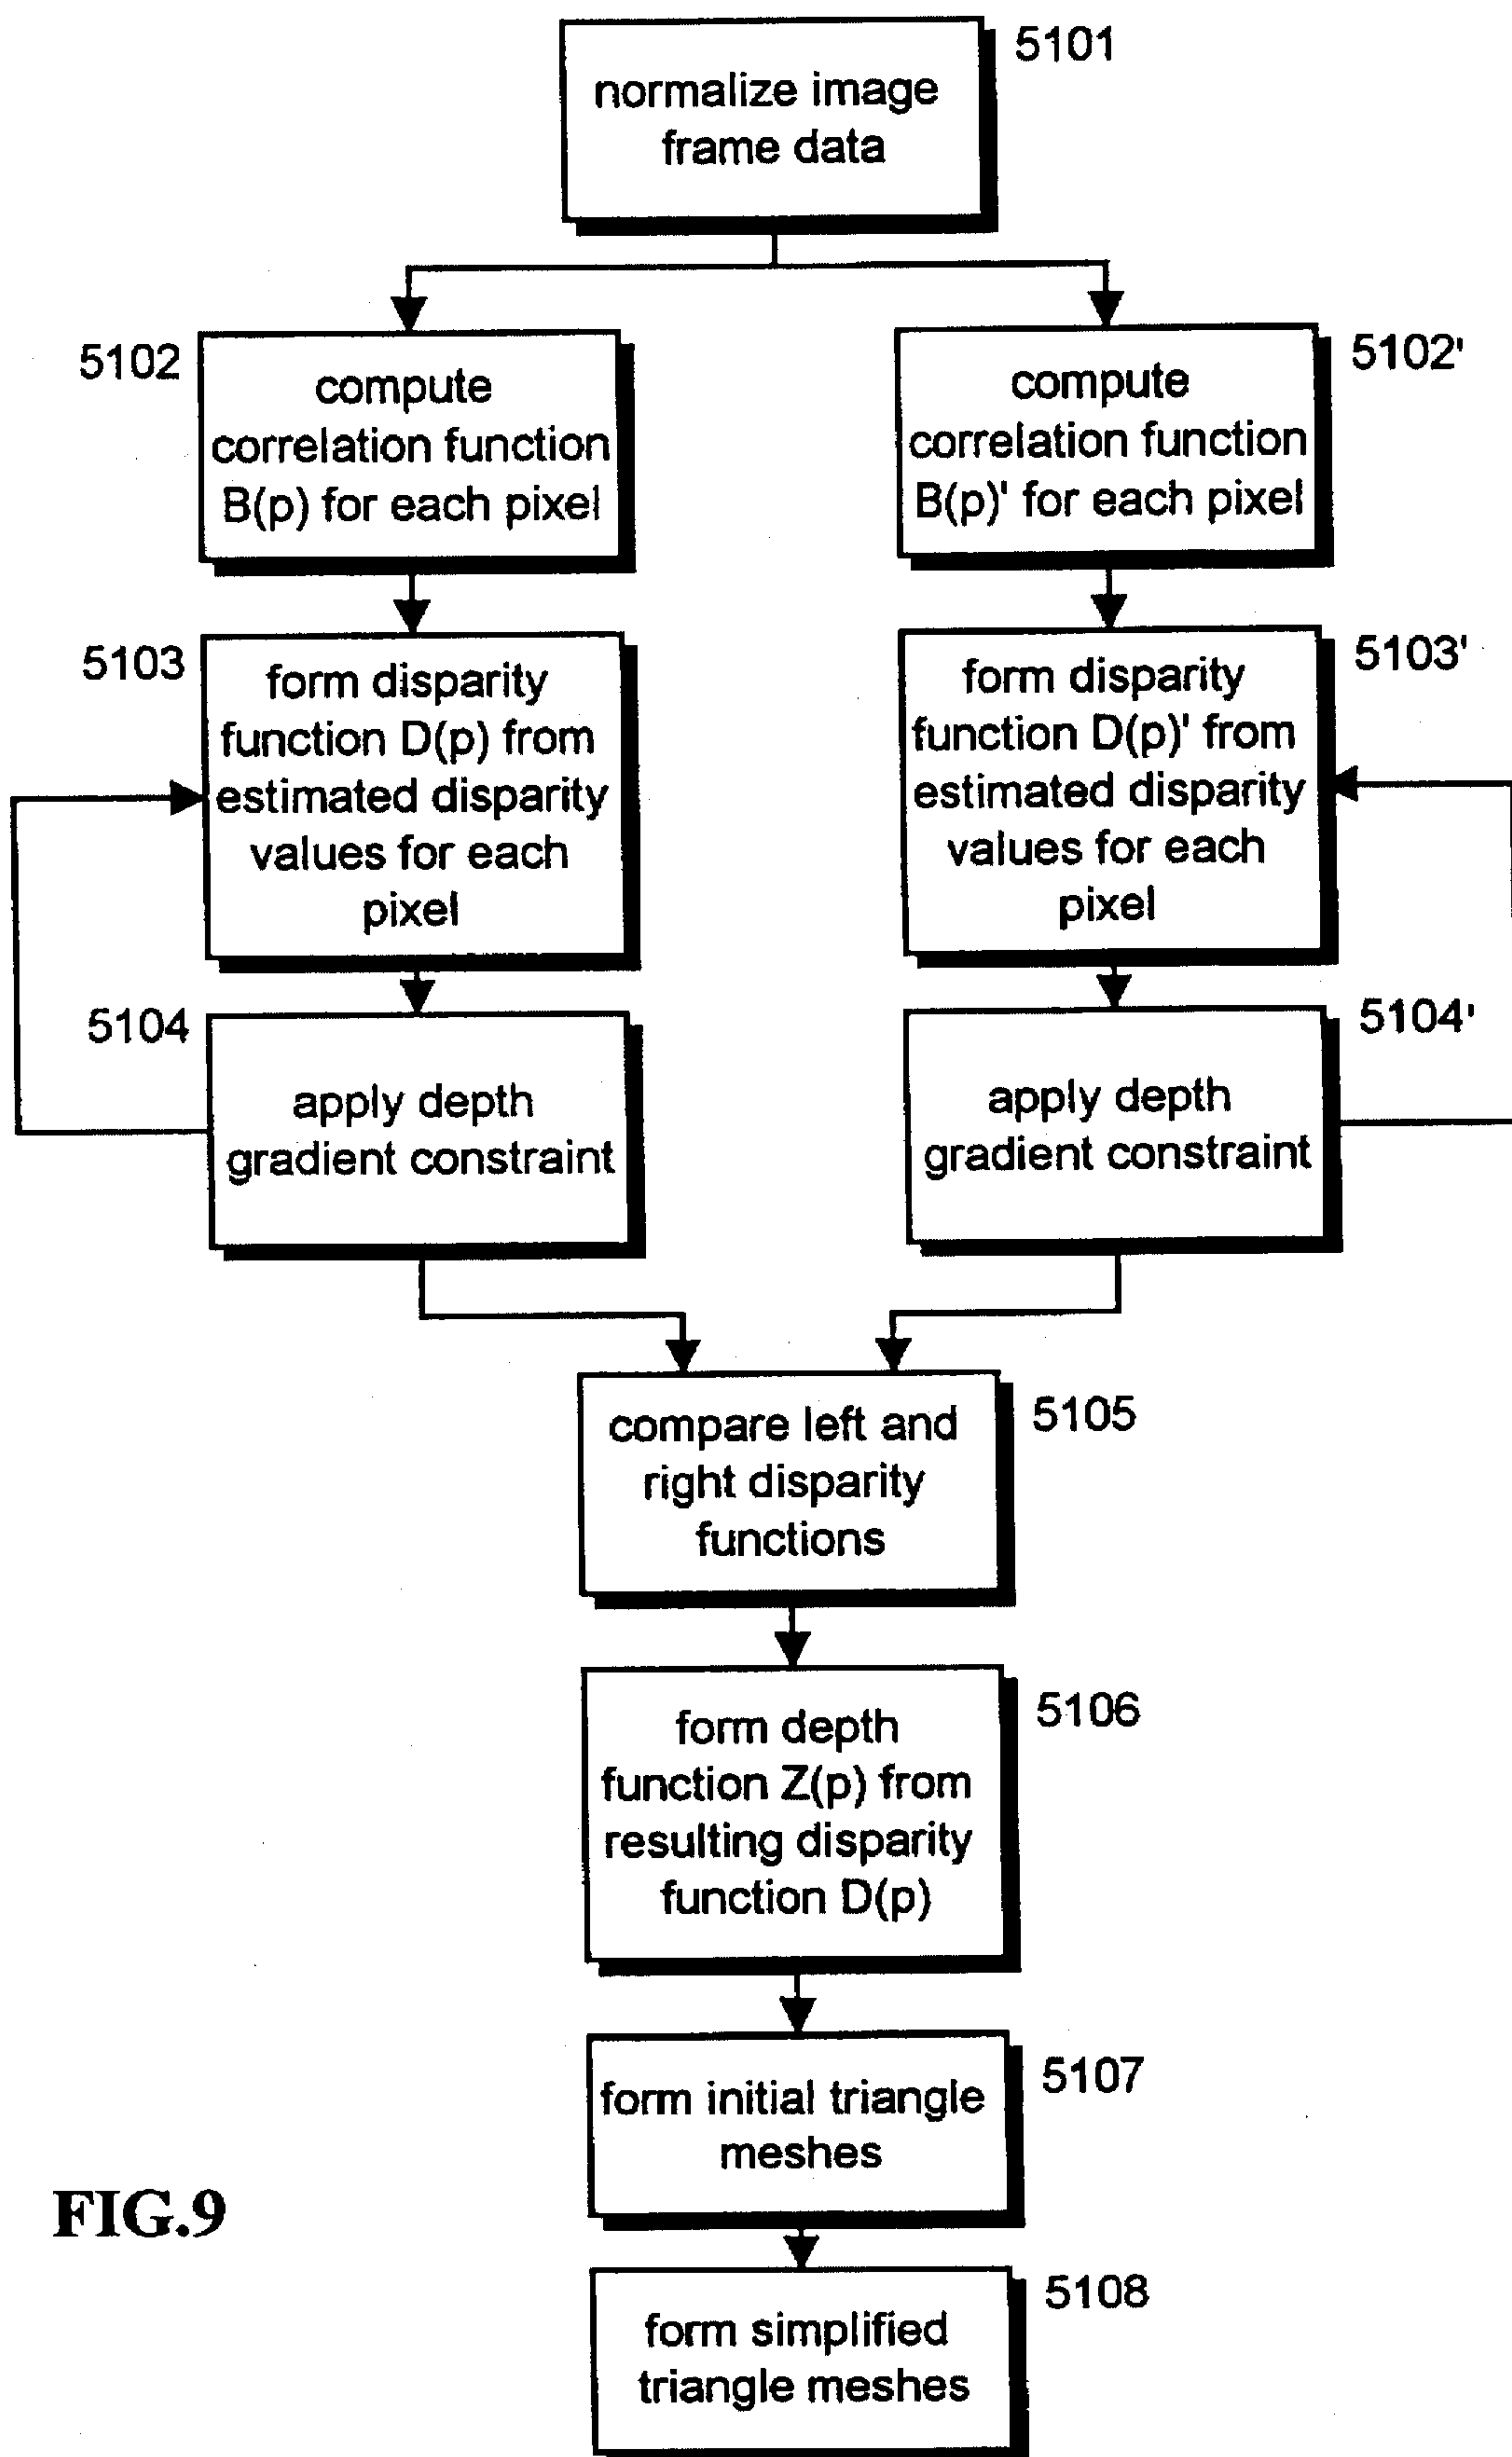 5101
normalize image
frame data
5102
compute
correlation function
B(p) for each pixel
5102'
compute
correlation function
B(p)' for each pixel
5103
form disparity
function D(p) from
estimated disparity
values for each
pixel
5103'
form disparity
function D(p)' from
estimated disparity
values for each
pixel
5104
apply depth
gradient constraint
5104'
apply depth
gradient constraint
5105
compare left and
right disparity
functions
5106
form depth
function Z(p) from
resulting disparity
function D(p)
5107
form initial triangle
meshes
5108
form simplified
triangle meshes
FIG.9